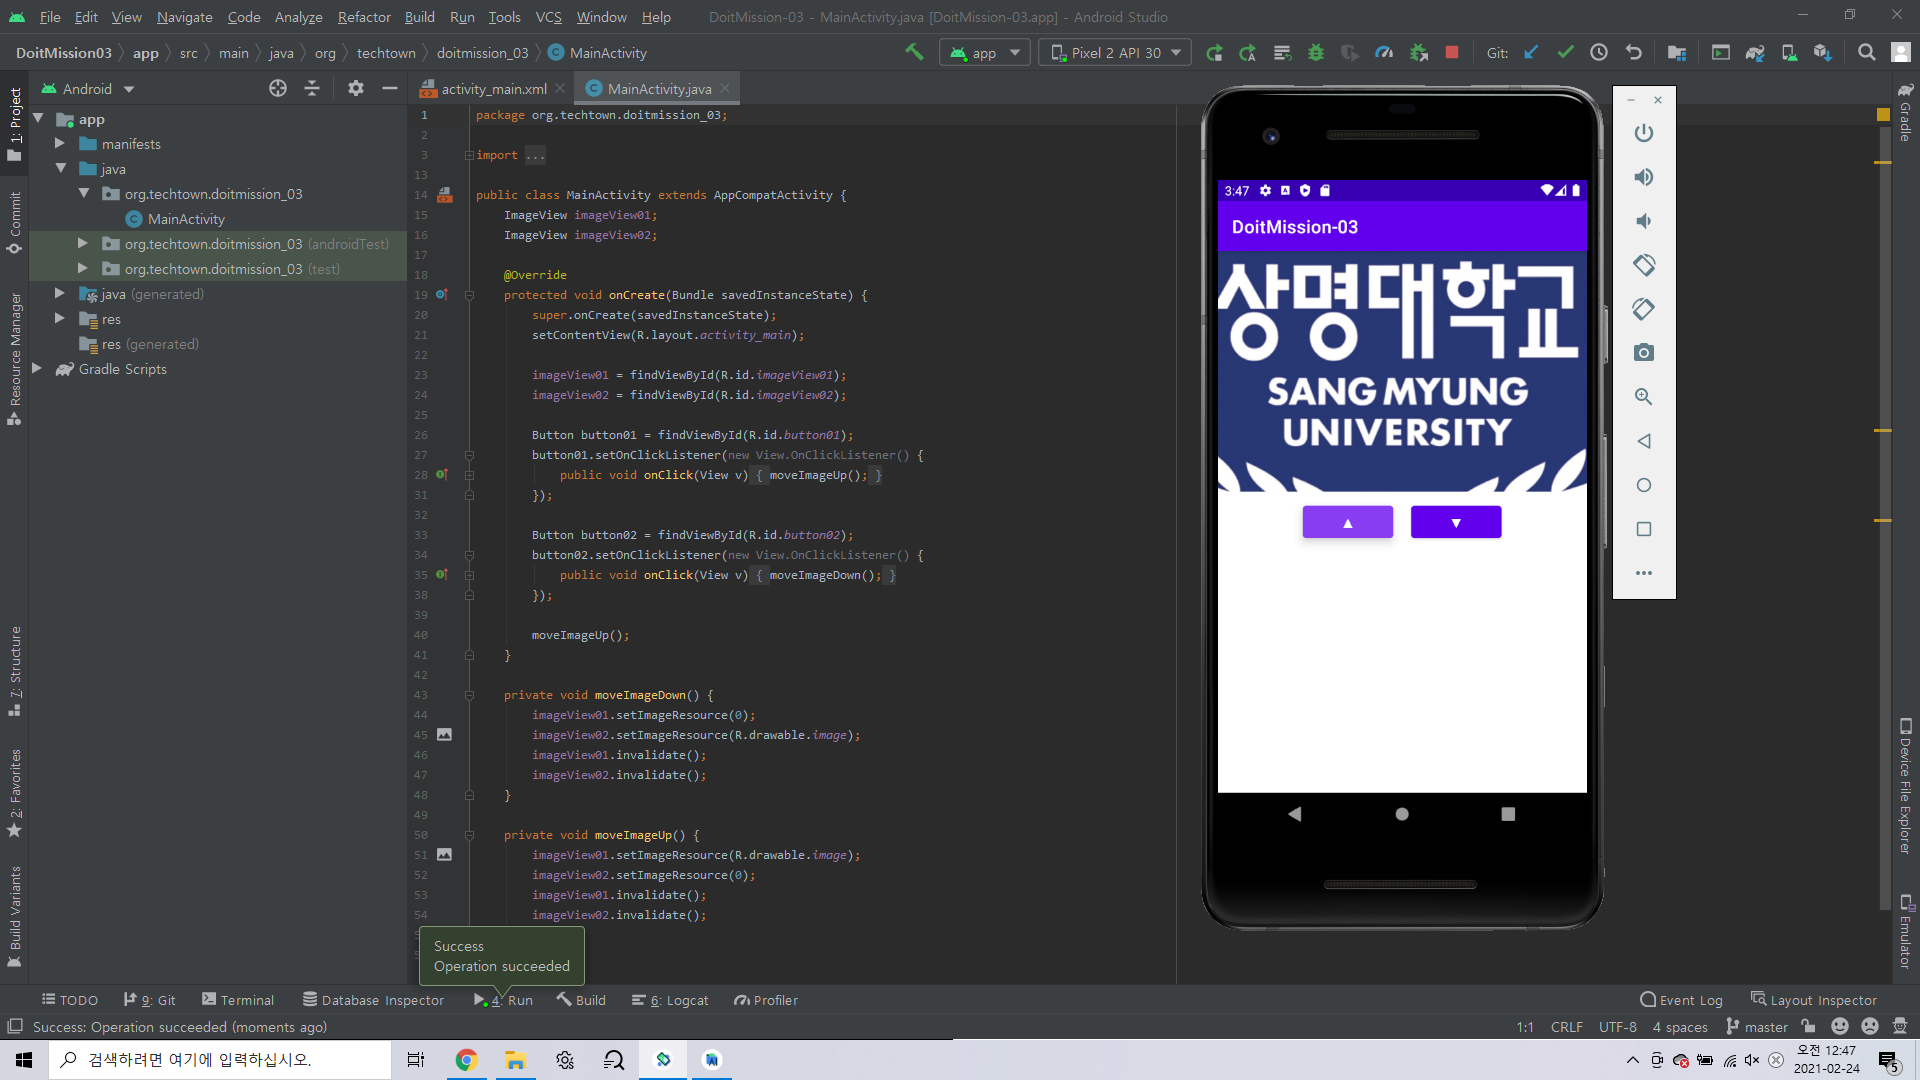 File Edit View Navigate Code Analyze Refactor Build Run Tools VCS Window Help DoitMission-03 - MainActivity.java [DoitMission-03.app] - Android Studio
DoitMission03 app src main java org techtown doitmission_03 MainActivity app Pixel 2 API 30 Git:
Android
activity_main.xml MainActivity.java
1: Project
Commit
Resource Manager
7: Structure
2: Favorites
Build Variants
app
manifests
java
org.techtown.doitmission_03
MainActivity
org.techtown.doitmission_03 (androidTest)
org.techtown.doitmission_03 (test)
java (generated)
res
res (generated)
Gradle Scripts
1 package org.techtown.doitmission_03;
2
3 import ...
13
14 public class MainActivity extends AppCompatActivity {
15 ImageView imageView01;
16 ImageView imageView02;
17
18 @Override
19 protected void onCreate(Bundle savedInstanceState) {
20 super.onCreate(savedInstanceState);
21 setContentView(R.layout.activity_main);
22
23 imageView01 = findViewById(R.id.imageView01);
24 imageView02 = findViewById(R.id.imageView02);
25
26 Button button01 = findViewById(R.id.button01);
27 button01.setOnClickListener(new View.OnClickListener() {
28 public void onClick(View v) { moveImageUp(); }
31 });
32
33 Button button02 = findViewById(R.id.button02);
34 button02.setOnClickListener(new View.OnClickListener() {
35 public void onClick(View v) { moveImageDown(); }
38 });
39
40 moveImageUp();
41 }
42
43 private void moveImageDown() {
44 imageView01.setImageResource(0);
45 imageView02.setImageResource(R.drawable.image);
46 imageView01.invalidate();
47 imageView02.invalidate();
48 }
49
50 private void moveImageUp() {
51 imageView01.setImageResource(R.drawable.image);
52 imageView02.setImageResource(0);
53 imageView01.invalidate();
54 imageView02.invalidate();
Success
Operation succeeded
3:47
DoitMission-03
상명대학교
SANG MYUNG
UNIVERSITY
▲ ▼
Gradle
Device File Explorer
Emulator
TODO 9: Git Terminal Database Inspector 4: Run Build 6: Logcat Profiler Event Log Layout Inspector
Success: Operation succeeded (moments ago) 1:1 CRLF UTF-8 4 spaces master
검색하려면 여기에 입력하십시오.
오전 12:47
2021-02-24
5